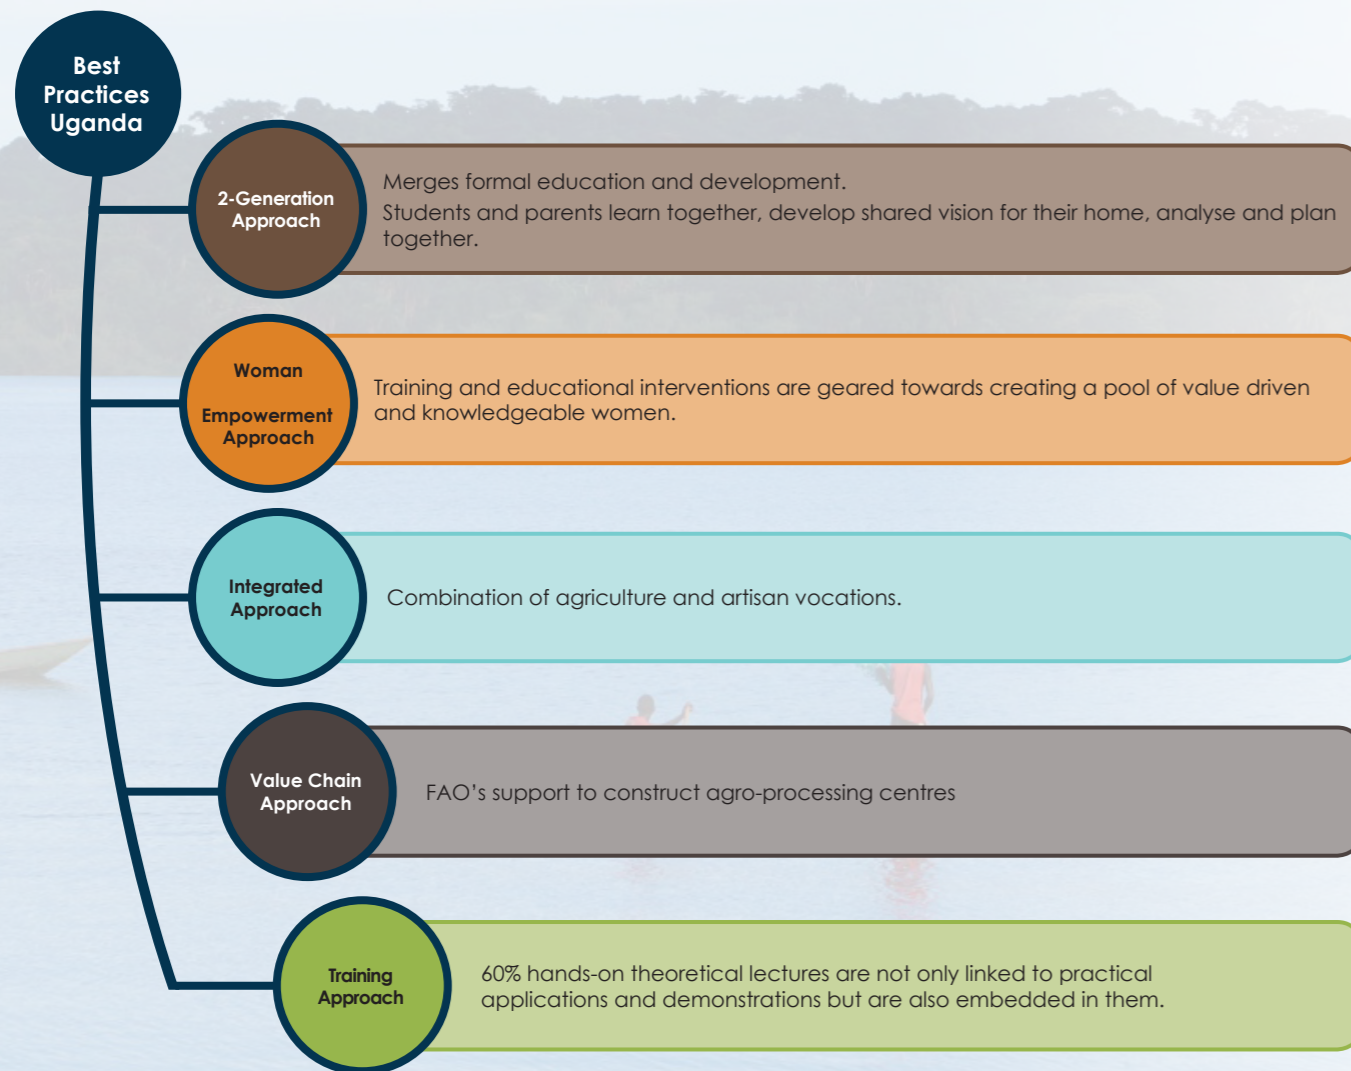 Best
Practices
Uganda
2-Generation
Approach
Merges formal education and development.
Students and parents learn together, develop shared vision for their home, analyse and plan
together.
Woman
Empowerment
Approach
Training and educational interventions are geared towards creating a pool of value driven
and knowledgeable women.
Integrated
Approach
Combination of agriculture and artisan vocations.
Value Chain
Approach
FAO’s support to construct agro-processing centres
Training
Approach
60% hands-on theoretical lectures are not only linked to practical
applications and demonstrations but are also embedded in them.